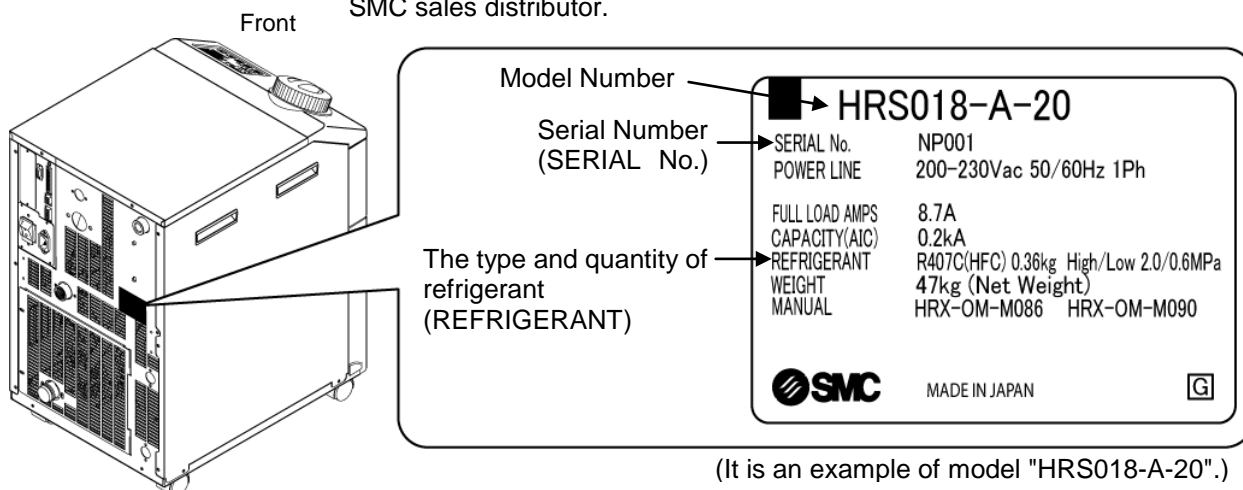 SMC sales distributor.
Front
Model Number
Serial Number
(SERIAL No.)
The type and quantity of
refrigerant
(REFRIGERANT)
HRS018-A-20
SERIAL No. NP001
POWER LINE 200-230Vac 50/60Hz 1Ph
FULL LOAD AMPS 8.7A
CAPACITY(AIC) 0.2kA
REFRIGERANT R407C(HFC) 0.36kg High/Low 2.0/0.6MPa
WEIGHT 47kg (Net Weight)
MANUAL HRX-OM-M086 HRX-OM-M090
SMC MADE IN JAPAN G
(It is an example of model "HRS018-A-20".)